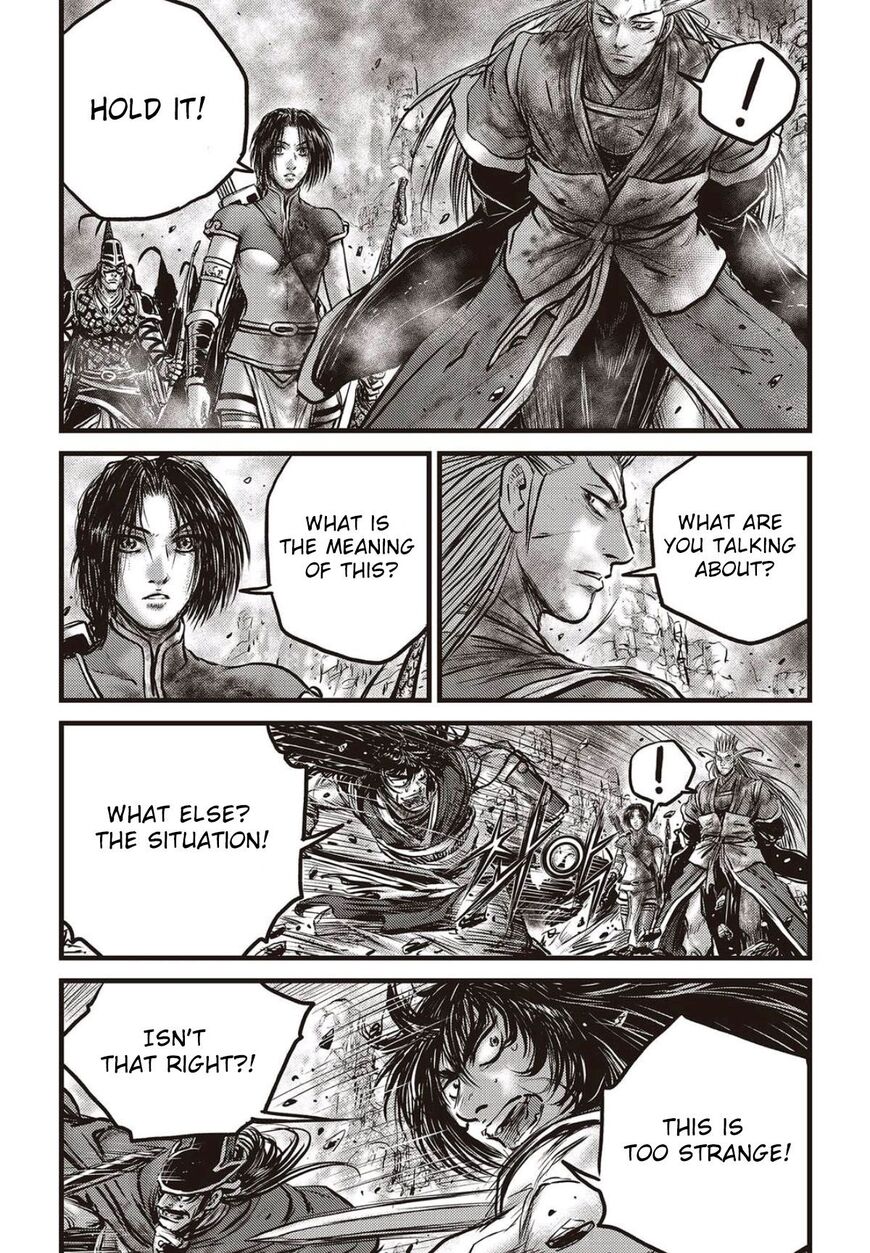 HOLD IT!
!
WHAT IS
THE MEANING
OF THIS?
WHAT ARE
YOU TALKING
ABOUT?
WHAT ELSE?
THE SITUATION!
!
ISN'T
THAT RIGHT?!
THIS IS
TOO STRANGE!